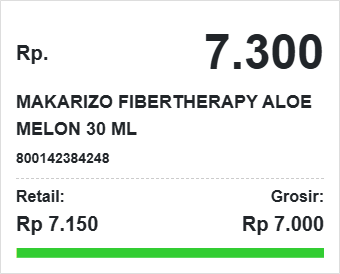 Rp. 7.300
MAKARIZO FIBERTHERAPY ALOE
MELON 30 ML
800142384248
Retail: Grosir:
Rp 7.150 Rp 7.000